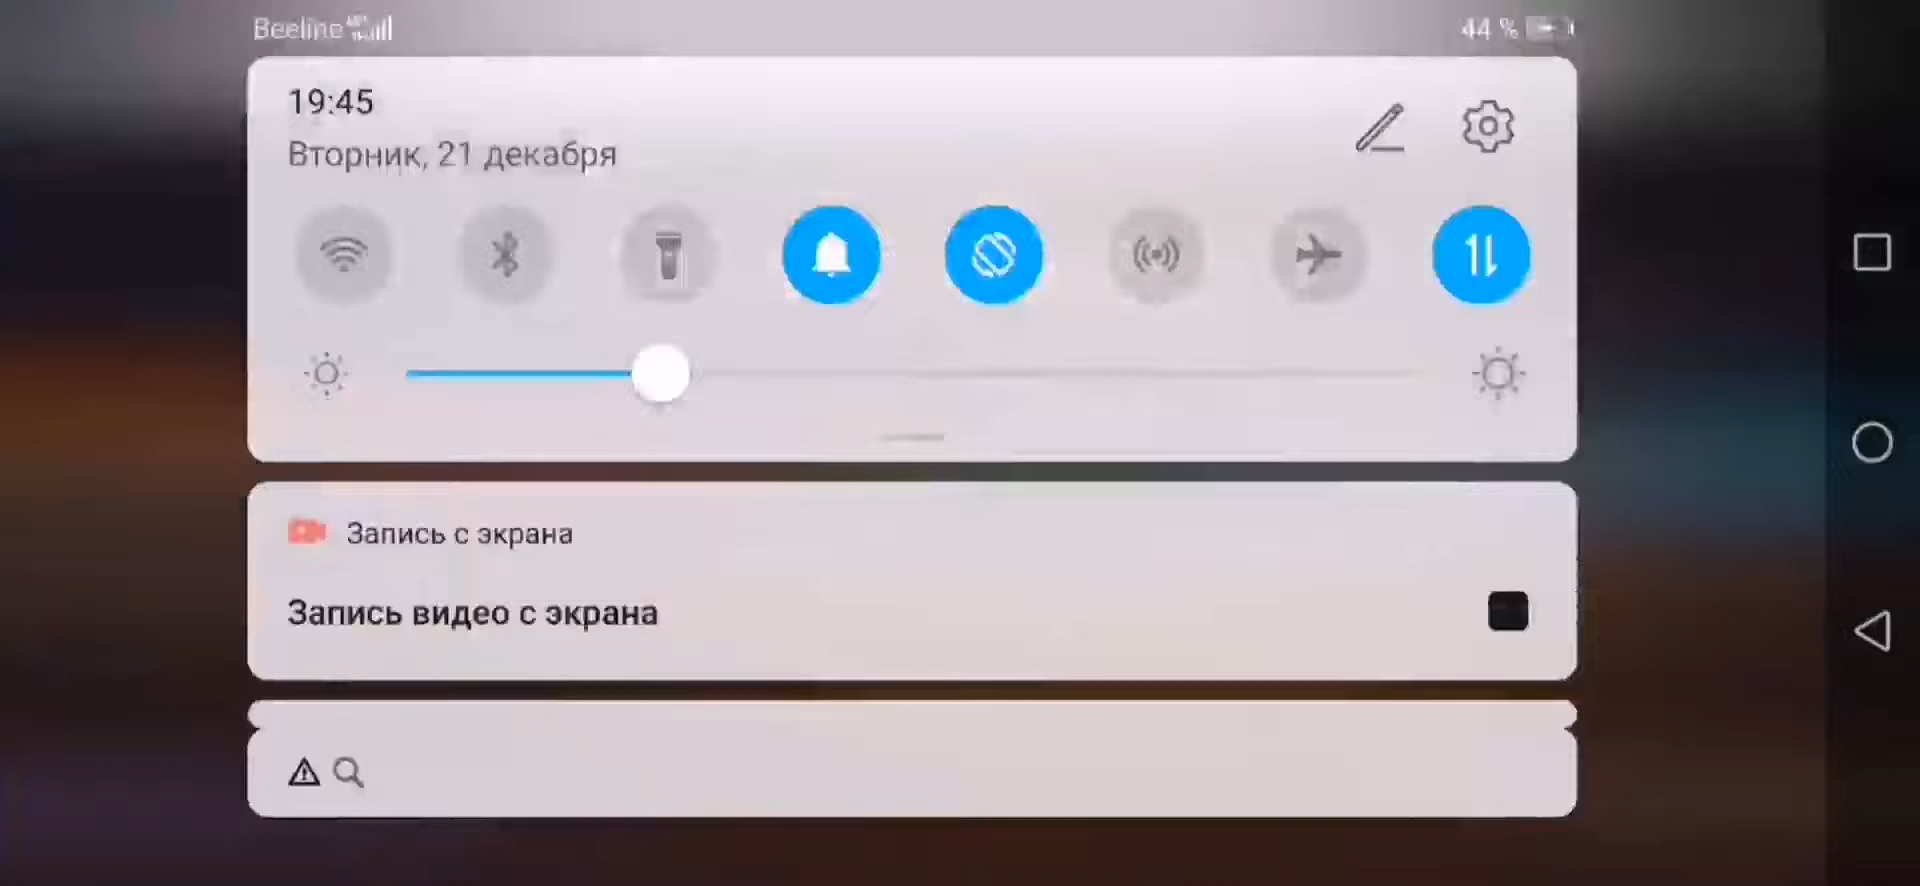 Beeline
44 %
19:45
Вторник, 21 декабря
Запись с экрана
Запись видео с экрана